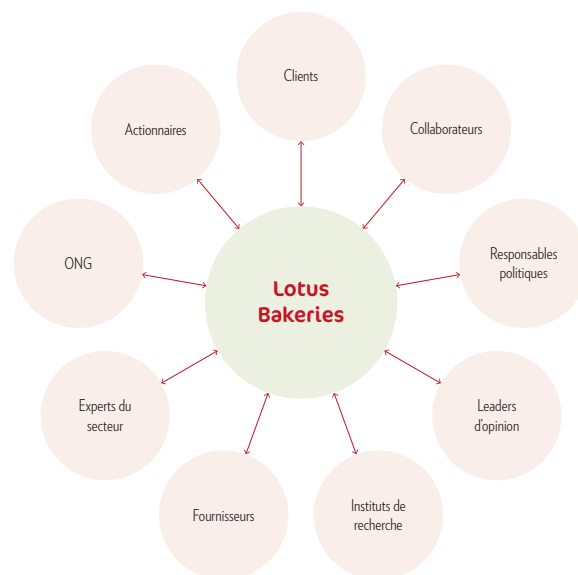 Clients
Actionnaires
Collaborateurs
ONG
Responsables
politiques
Lotus
Bakeries
Experts du
secteur
Leaders
d'opinion
Fournisseurs
Instituts de
recherche